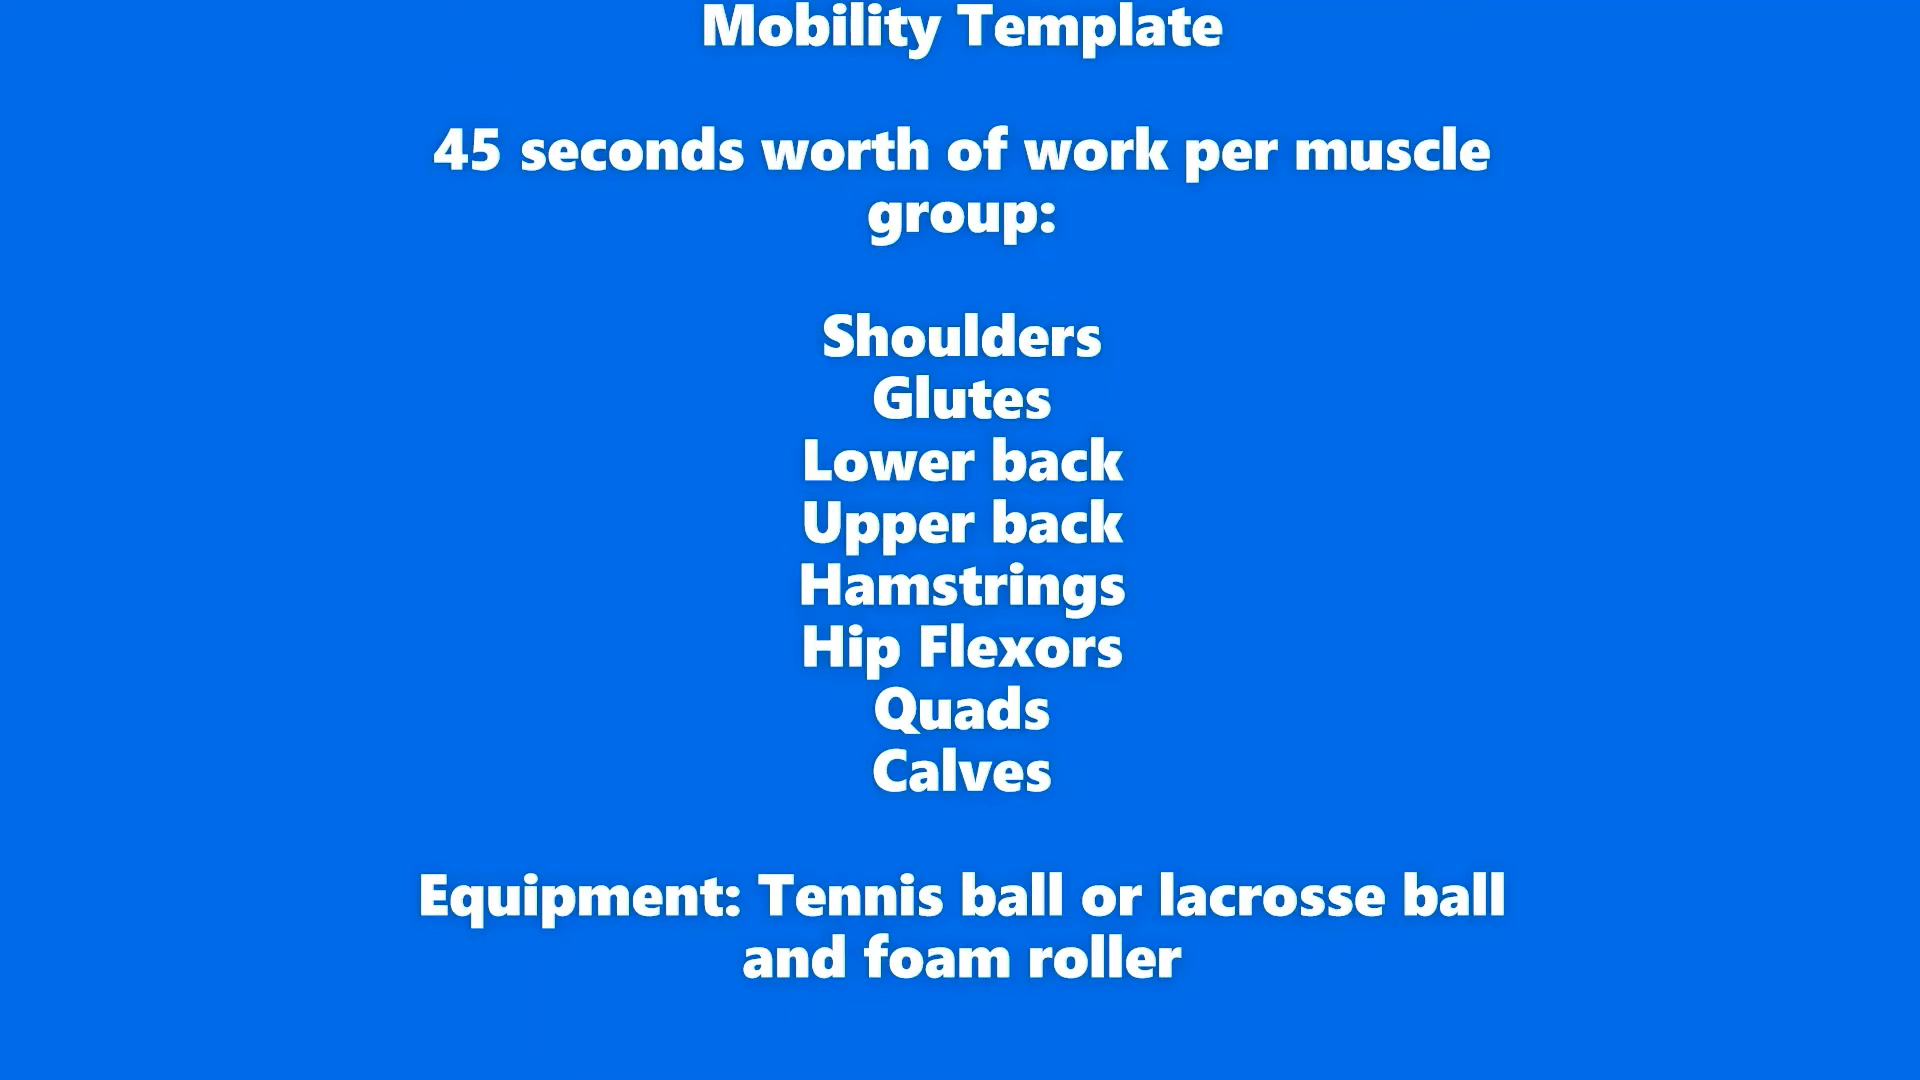 Mobility Template
45 seconds worth of work per muscle
group:
Shoulders
Glutes
Lower back
Upper back
Hamstrings
Hip Flexors
Quads
Calves
Equipment: Tennis ball or lacrosse ball
and foam roller